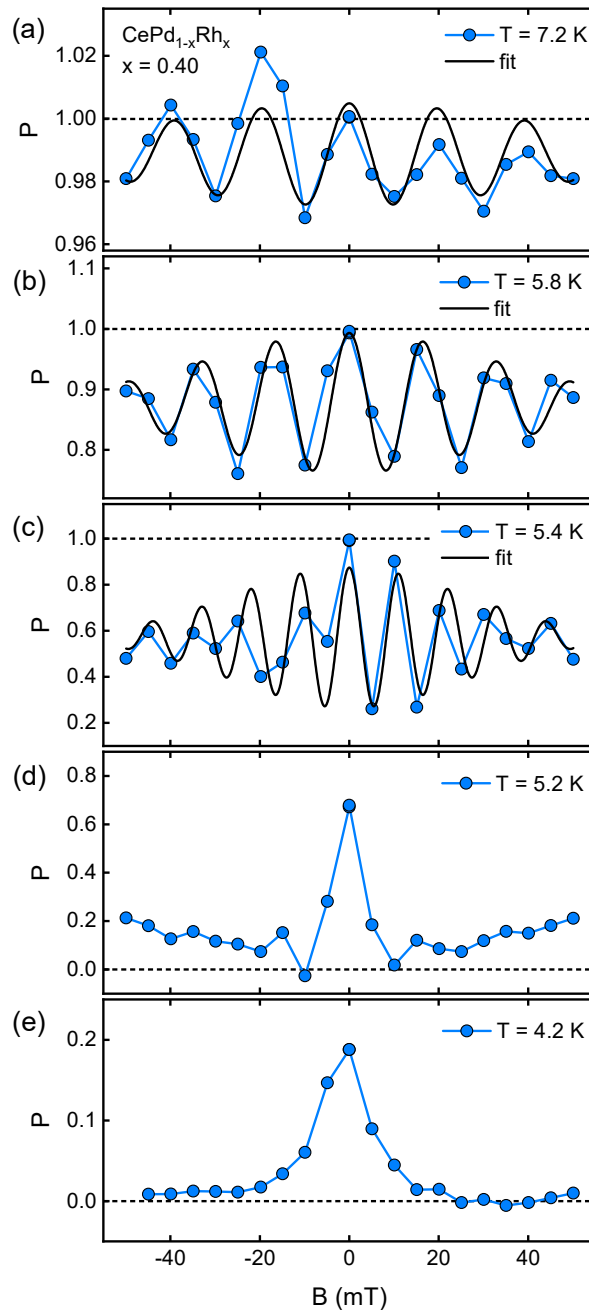 (a)
CePd1-xRhx
x = 0.40
T = 7.2 K
fit
1.02
1.00
0.98
0.96
P
(b)
T = 5.8 K
fit
1.1
1.0
0.9
0.8
P
(c)
T = 5.4 K
fit
1.0
0.8
0.6
0.4
0.2
P
(d)
T = 5.2 K
0.8
0.6
0.4
0.2
0.0
P
(e)
T = 4.2 K
0.2
0.1
0.0
P
-40 -20 0 20 40
B (mT)